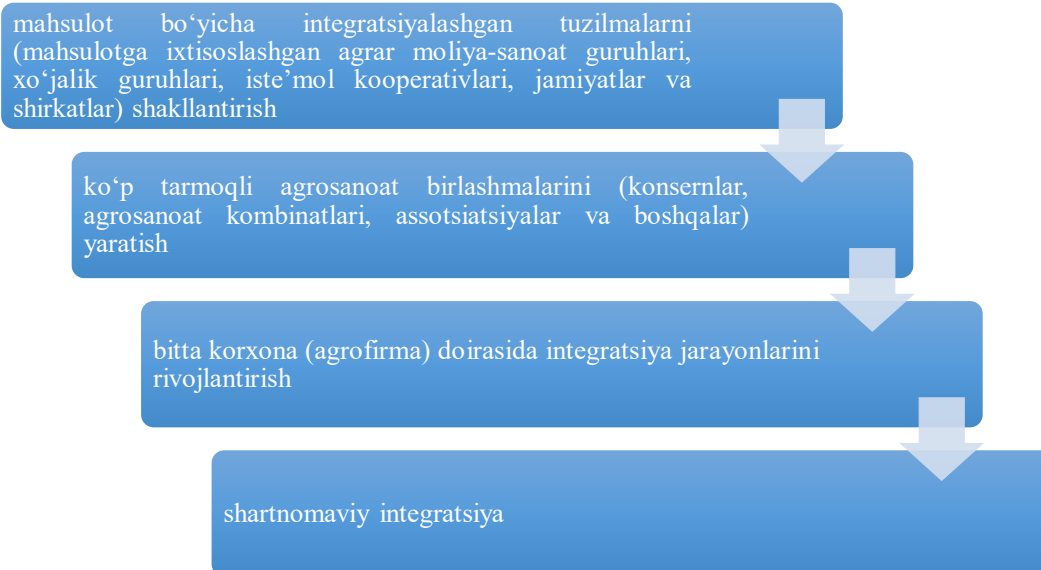 mahsulot bo‘yicha integratsiyalashgan tuzilmalarni
(mahsulotga ixtisoslashgan agrar moliya-sanoat guruhlari,
xo‘jalik guruhlari, iste’mol kooperativlari, jamiyatlar va
shirkatlar) shakllantirish
ko‘p tarmoqli agrosanoat birlashmalarini (konsernlar,
agrosanoat kombinatlari, assotsiatsiyalar va boshqalar)
yaratish
bitta korxona (agrofirma) doirasida integratsiya jarayonlarini
rivojlantirish
shartnomaviy integratsiya